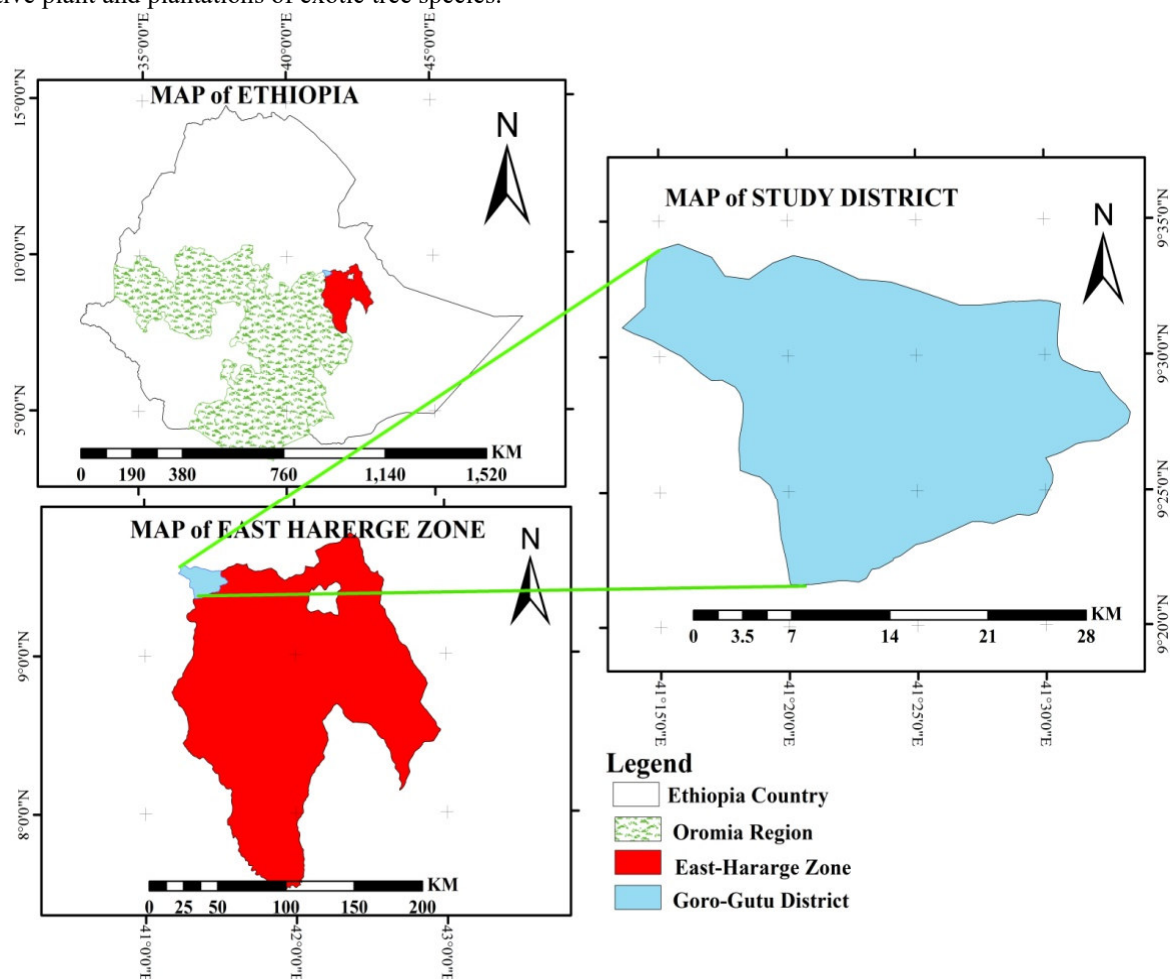 tive plant and plantations of exotic tree species.
35°0'0"E 40°0'0"E 45°0'0"E
MAP of ETHIOPIA
15°0'0"N
10°0'0"N
5°0'0"N
N
KM
0 190 380 760 1,140 1,520
MAP of EAST HARERGE ZONE
N
9°0'0"N
8°0'0"N
KM
0 25 50 100 150 200
41°0'0"E 42°0'0"E 43°0'0"E
MAP of STUDY DISTRICT
N
9°35'0"N
9°30'0"N
9°25'0"N
9°20'0"N
KM
0 3.5 7 14 21 28
41°15'0"E 41°20'0"E 41°25'0"E 41°30'0"E
Legend
Ethiopia Country
Oromia Region
East-Hararge Zone
Goro-Gutu District